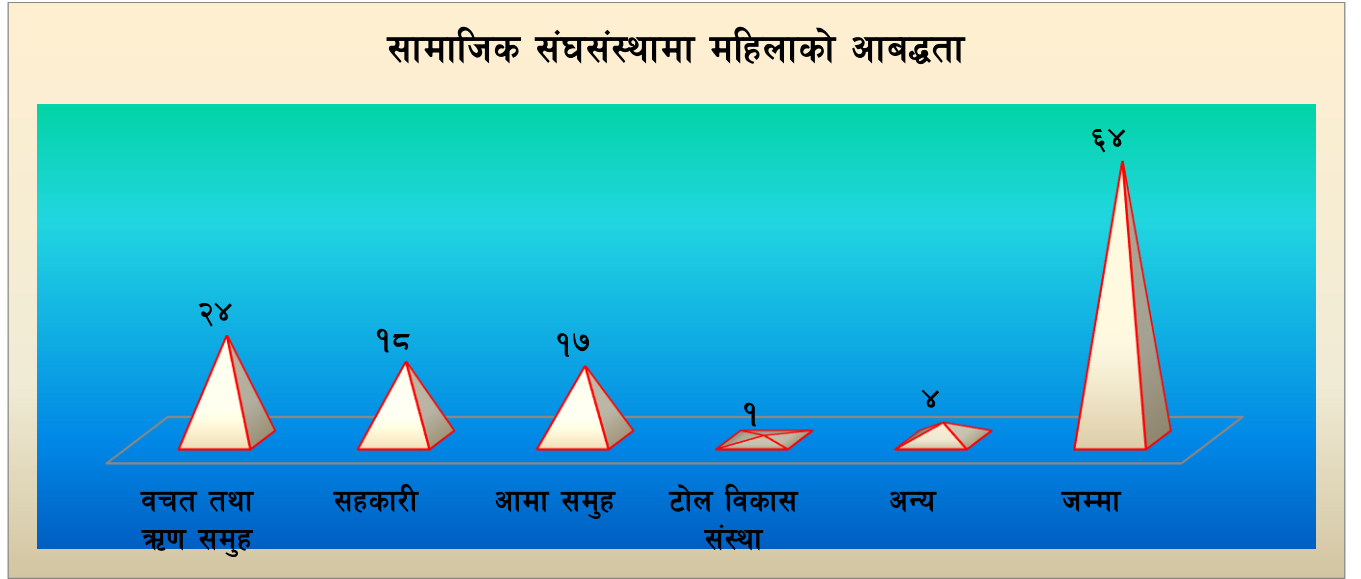 सामाजिक संघसंस्थामा महिलाको आबद्धता
२४
१८
१७
१
४
६४
वचत तथा
ऋण समुह
सहकारी
आमा समुह
टोल विकास
संस्था
अन्य
जम्मा